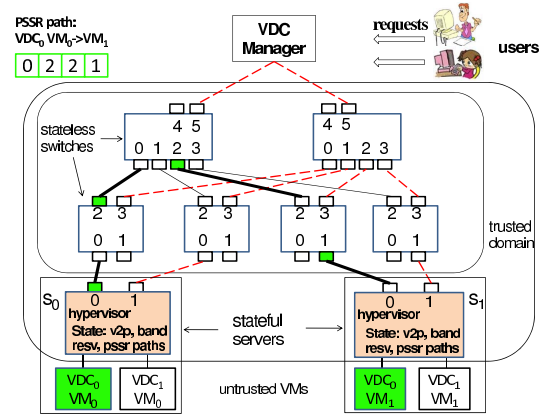 PSSR path:
VDC0 VM0->VM1
0 2 2 1
VDC
Manager
requests
users
stateless
switches
4 5
0 1 2 3
4 5
0 1 2 3
2 3
0 1
2 3
0 1
2 3
0 1
2 3
0 1
trusted
domain
S0
0 1
hypervisor
State: v2p, band
resv, pssr paths
stateful
servers
S1
0 1
hypervisor
State: v2p, band
resv, pssr paths
VDC0
VM0
VDC1
VM0
untrusted VMs
VDC0
VM1
VDC1
VM1